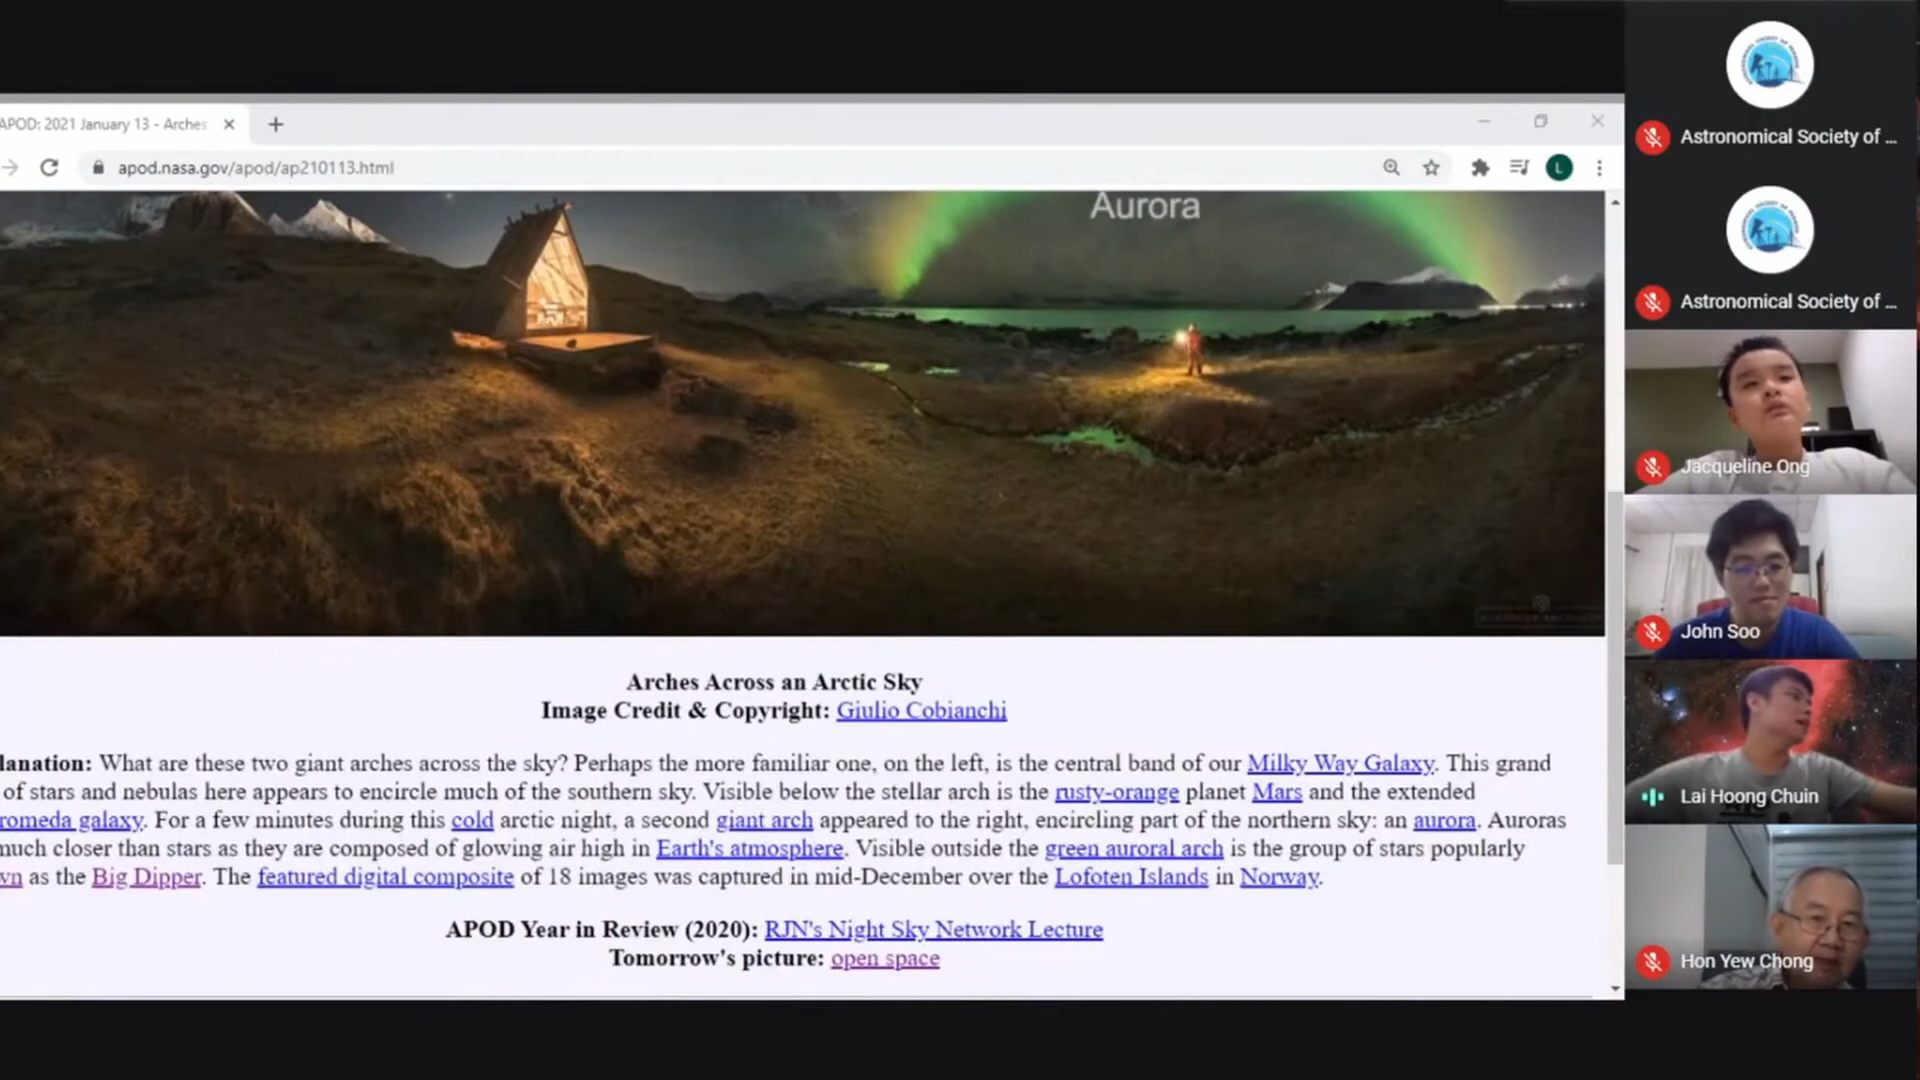 APOD: 2021 January 13 - Arches
apod.nasa.gov/apod/ap210113.html
L
Aurora
Arches Across an Arctic Sky
Image Credit & Copyright: Giulio Cobianchi
lanation: What are these two giant arches across the sky? Perhaps the more familiar one, on the left, is the central band of our Milky Way Galaxy. This grand
of stars and nebulas here appears to encircle much of the southern sky. Visible below the stellar arch is the rusty-orange planet Mars and the extended
romeda galaxy. For a few minutes during this cold arctic night, a second giant arch appeared to the right, encircling part of the northern sky: an aurora. Auroras
much closer than stars as they are composed of glowing air high in Earth's atmosphere. Visible outside the green auroral arch is the group of stars popularly
wn as the Big Dipper. The featured digital composite of 18 images was captured in mid-December over the Lofoten Islands in Norway.
APOD Year in Review (2020): RJN's Night Sky Network Lecture
Tomorrow's picture: open space
Astronomical Society of ...
Astronomical Society of ...
Jacqueline Ong
John Soo
Lai Hoong Chuin
Hon Yew Chong